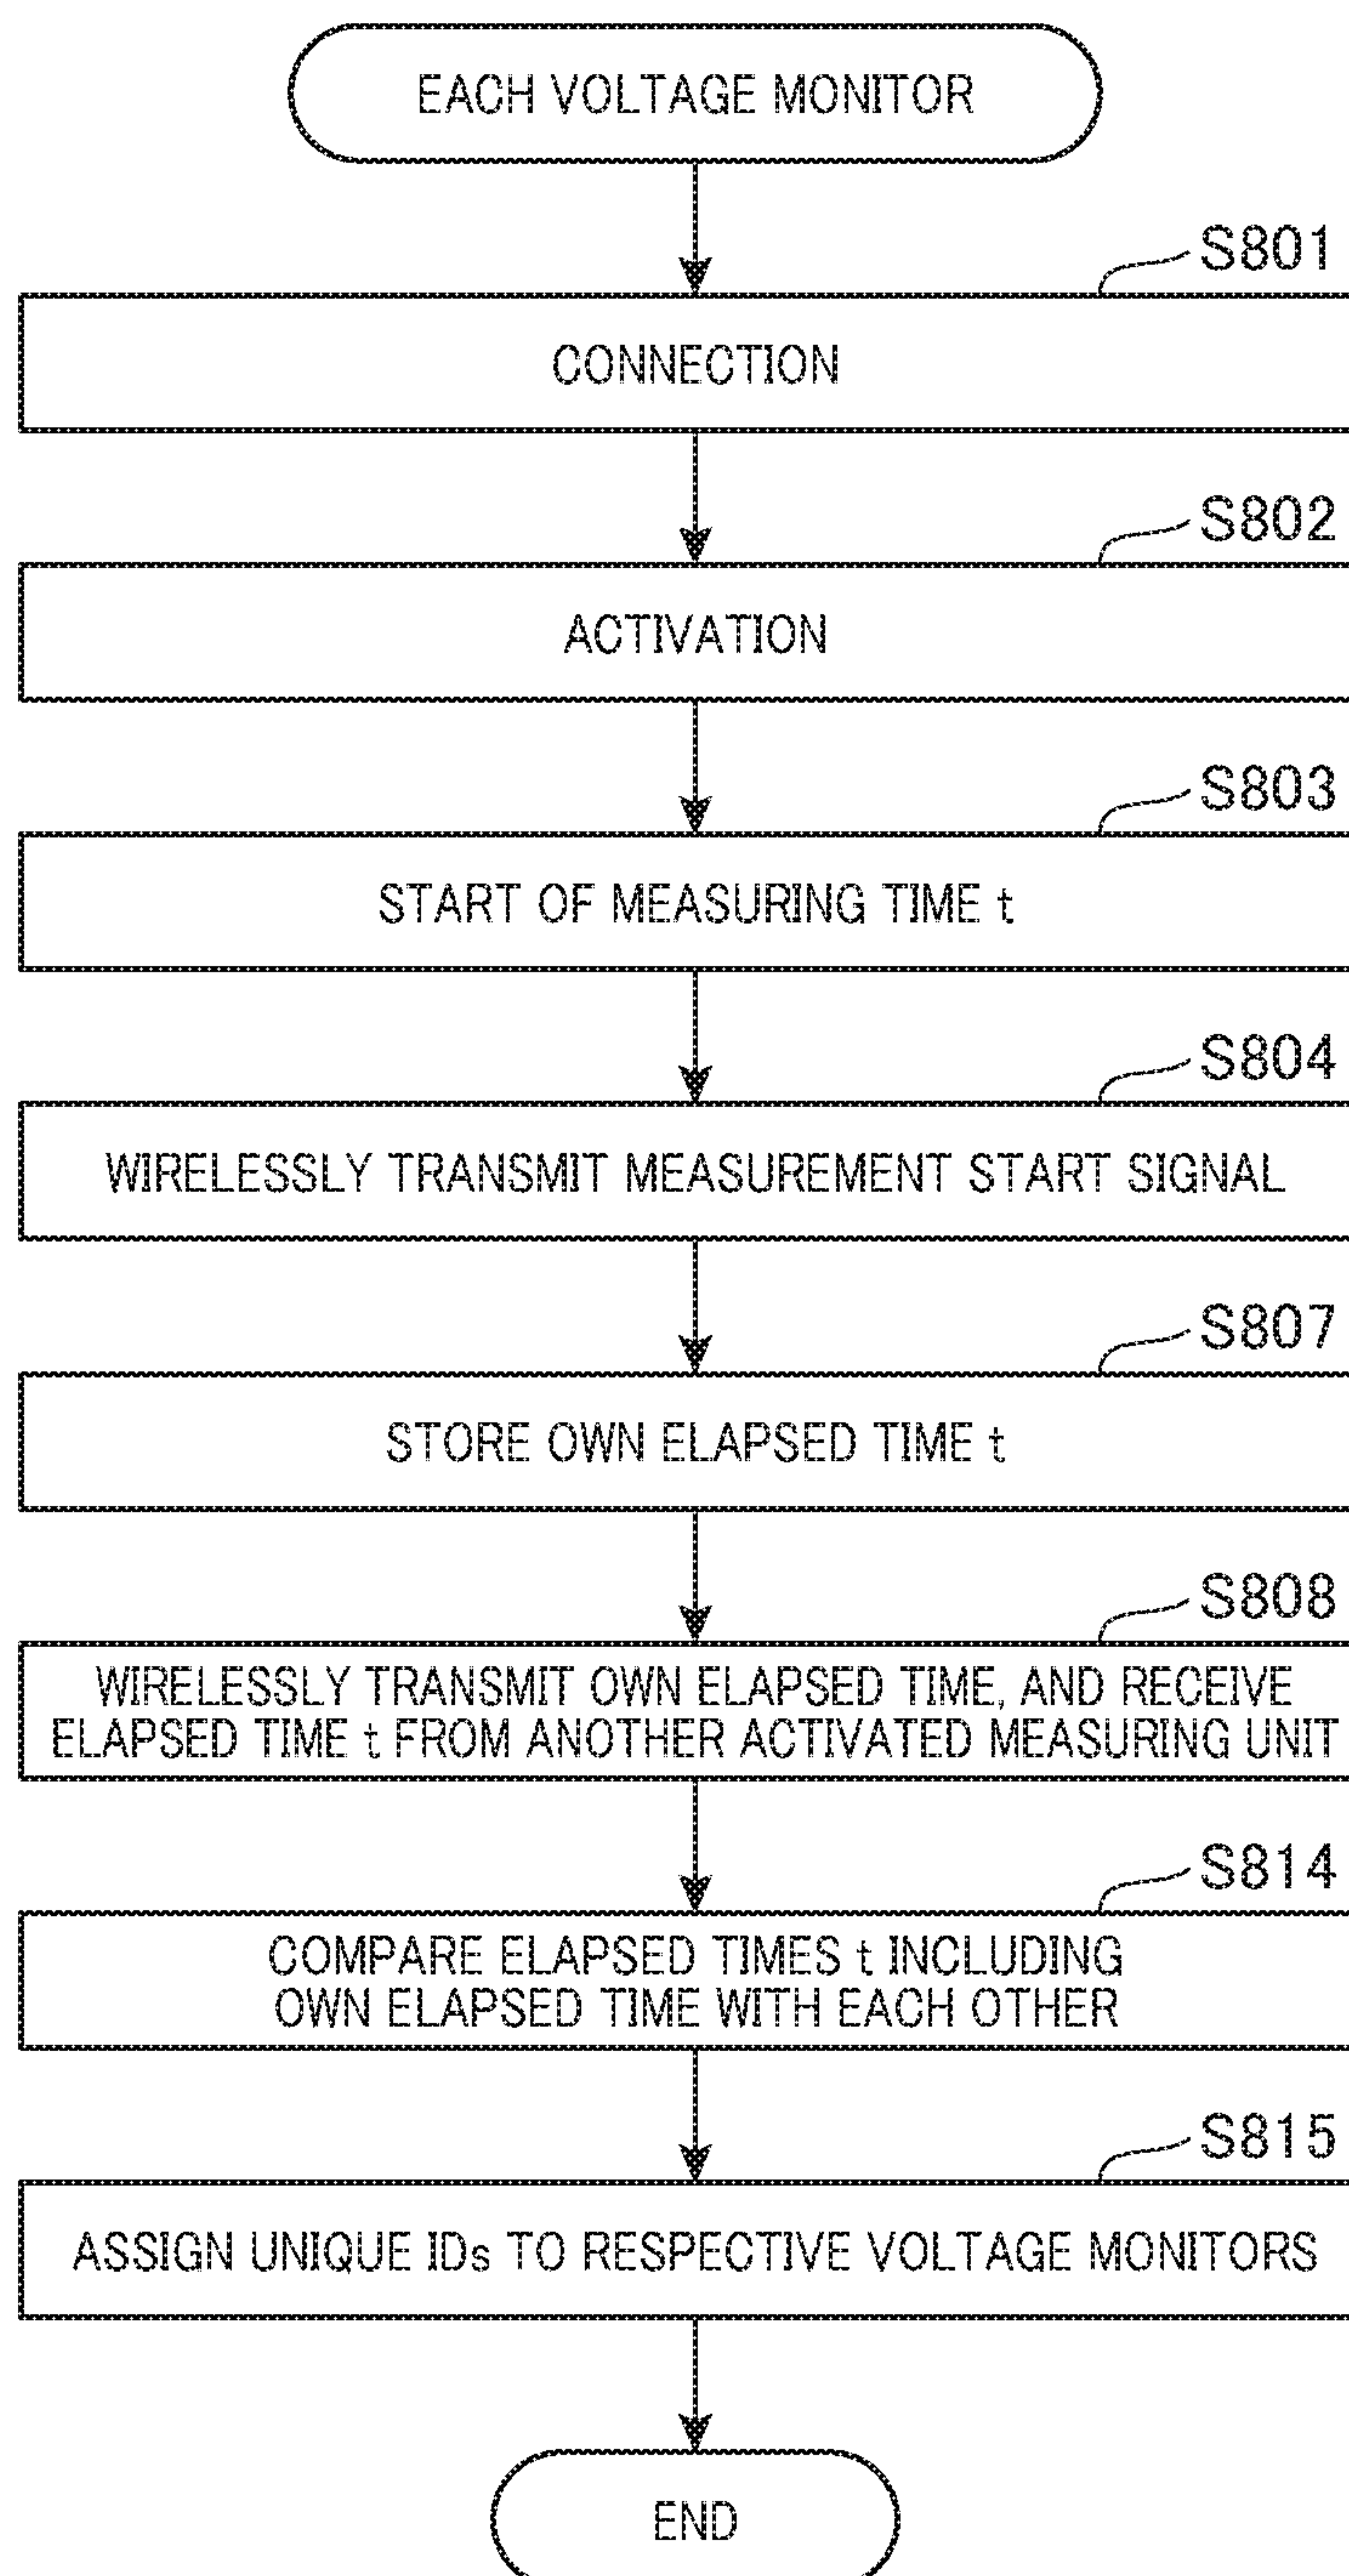 EACH VOLTAGE MONITOR
S801
CONNECTION
S802
ACTIVATION
S803
START OF MEASURING TIME t
S804
WIRELESSLY TRANSMIT MEASUREMENT START SIGNAL
S807
STORE OWN ELAPSED TIME t
S808
WIRELESSLY TRANSMIT OWN ELAPSED TIME, AND RECEIVE
ELAPSED TIME t FROM ANOTHER ACTIVATED MEASURING UNIT
S814
COMPARE ELAPSED TIMES t INCLUDING
OWN ELAPSED TIME WITH EACH OTHER
S815
ASSIGN UNIQUE IDs TO RESPECTIVE VOLTAGE MONITORS
END